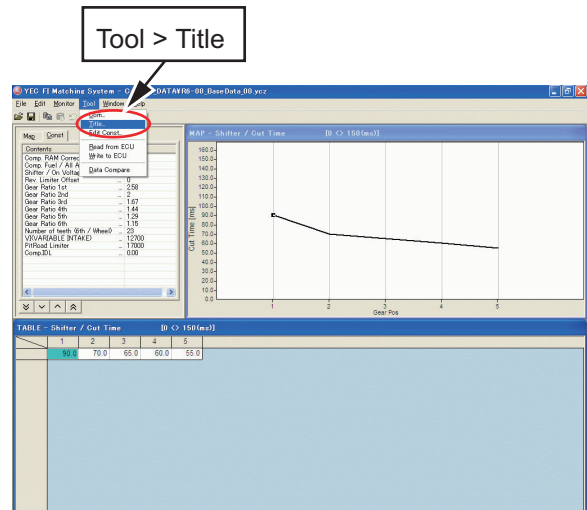 Tool > Title
YEC FI Matching System - C
DATA¥R6-08_BaseData_00.ycz
File Edit Monitor Tool Window Help
Com...
Title...
Edit Const...
Read from ECU
Write to ECU
Data Compare
Map Const
Contents
Comp. RAM Correc
Comp. Fuel / All A
Shifter / On Voltag
Rev. Limiter Offset ... 0
Gear Ratio 1st ... 2.58
Gear Ratio 2nd ... 2
Gear Ratio 3rd ... 1.67
Gear Ratio 4th ... 1.44
Gear Ratio 5th ... 1.29
Gear Ratio 6th ... 1.15
Number of teeth (6th / Wheel) ... 23
VI(VARIABLE INTAKE) ... 12700
PitRoad Limiter ... 17000
Comp.IDL ... 0.00
MAP - Shifter / Cut Time [0 <> 150(ms)]
Cut Time [ms]
160.0
150.0
140.0
130.0
120.0
110.0
100.0
90.0
80.0
70.0
60.0
50.0
40.0
30.0
20.0
10.0
0.0
1 2 3 4 5
Gear Pos
TABLE - Shifter / Cut Time [0 <> 150(ms)]
1 2 3 4 5
90.0 70.0 65.0 60.0 55.0